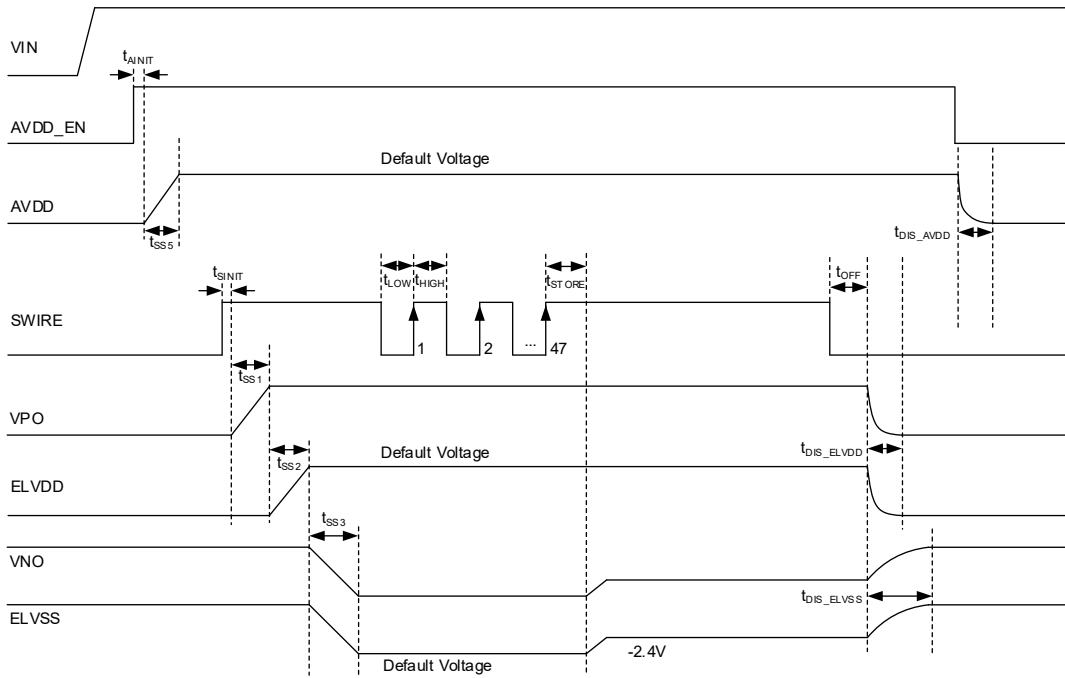 VIN
tAINIT
AVDD_EN
Default Voltage
AVDD
tSS5
tDIS_AVDD
tSINIT
tLOW
tHIGH
tSTORE
tOFF
SWIRE
1
2
...
47
tSS1
VPO
tSS2
Default Voltage
tDIS_ELVDD
ELVDD
tSS3
VNO
tDIS_ELVSS
ELVSS
-2.4V
Default Voltage